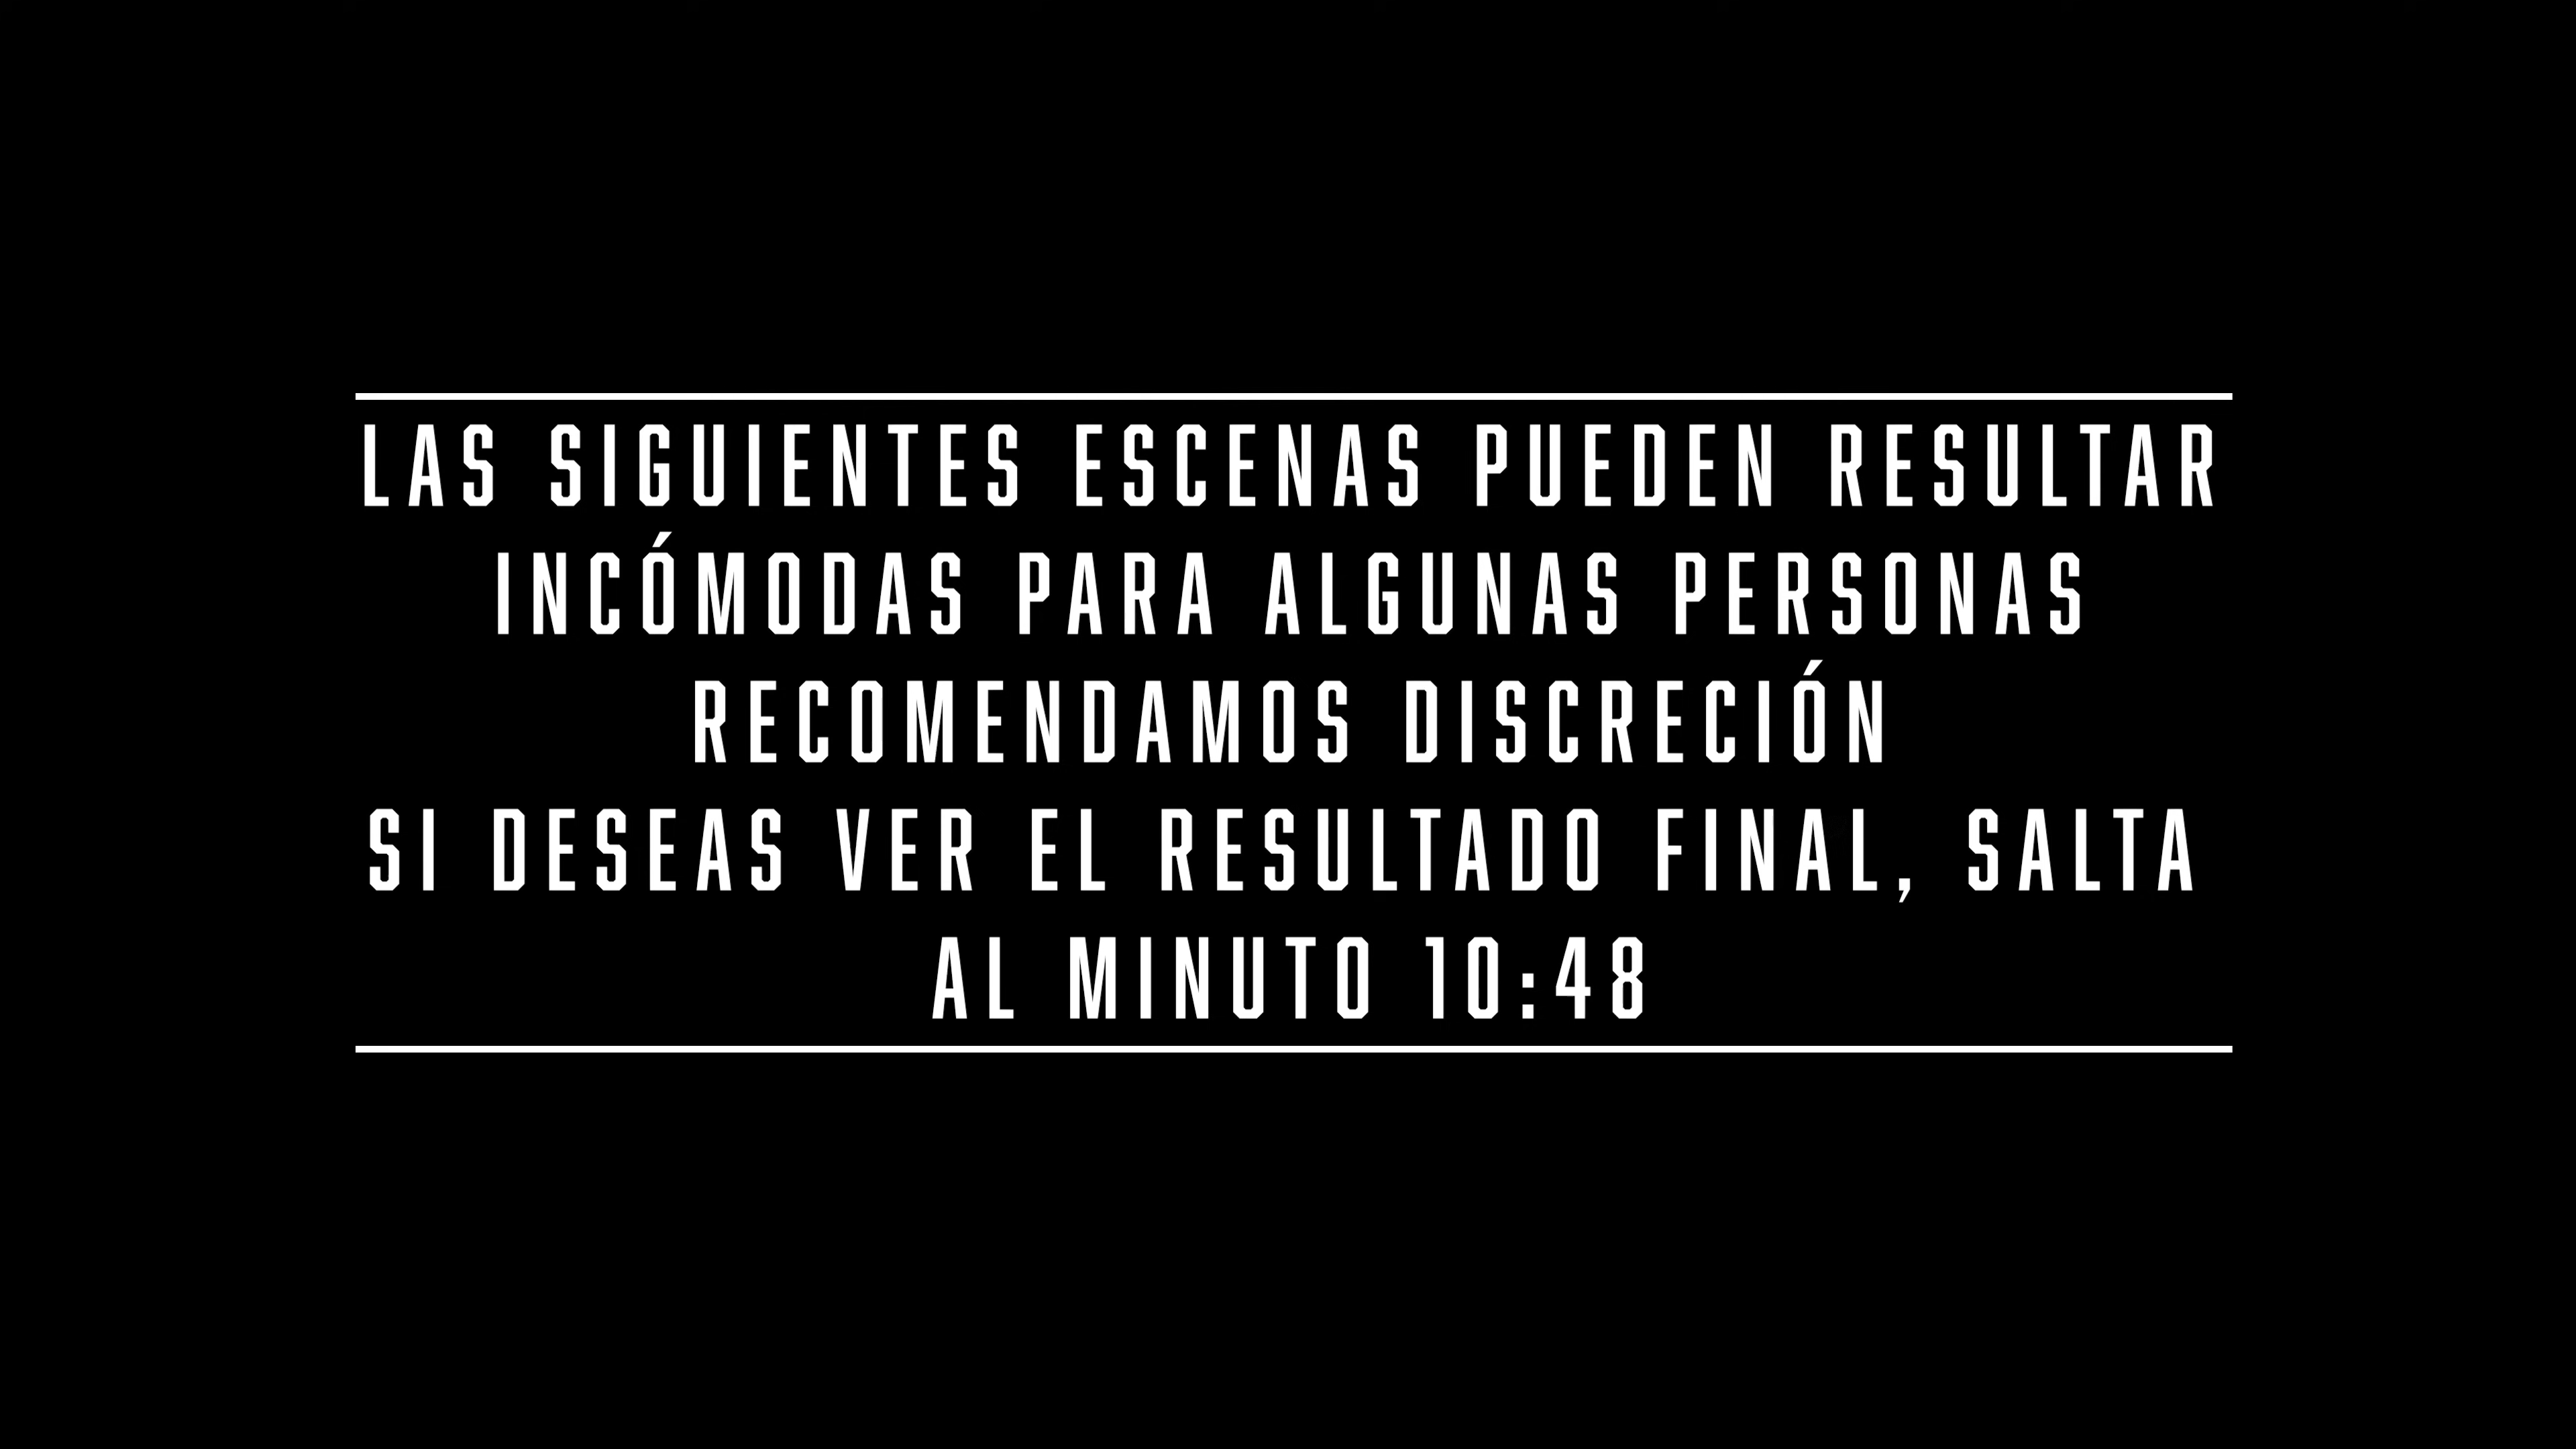 LAS SIGUIENTES ESCENAS PUEDEN RESULTAR
INCÓMODAS PARA ALGUNAS PERSONAS
RECOMENDAMOS DISCRECIÓN
SI DESEAS VER EL RESULTADO FINAL, SALTA
AL MINUTO 10:48